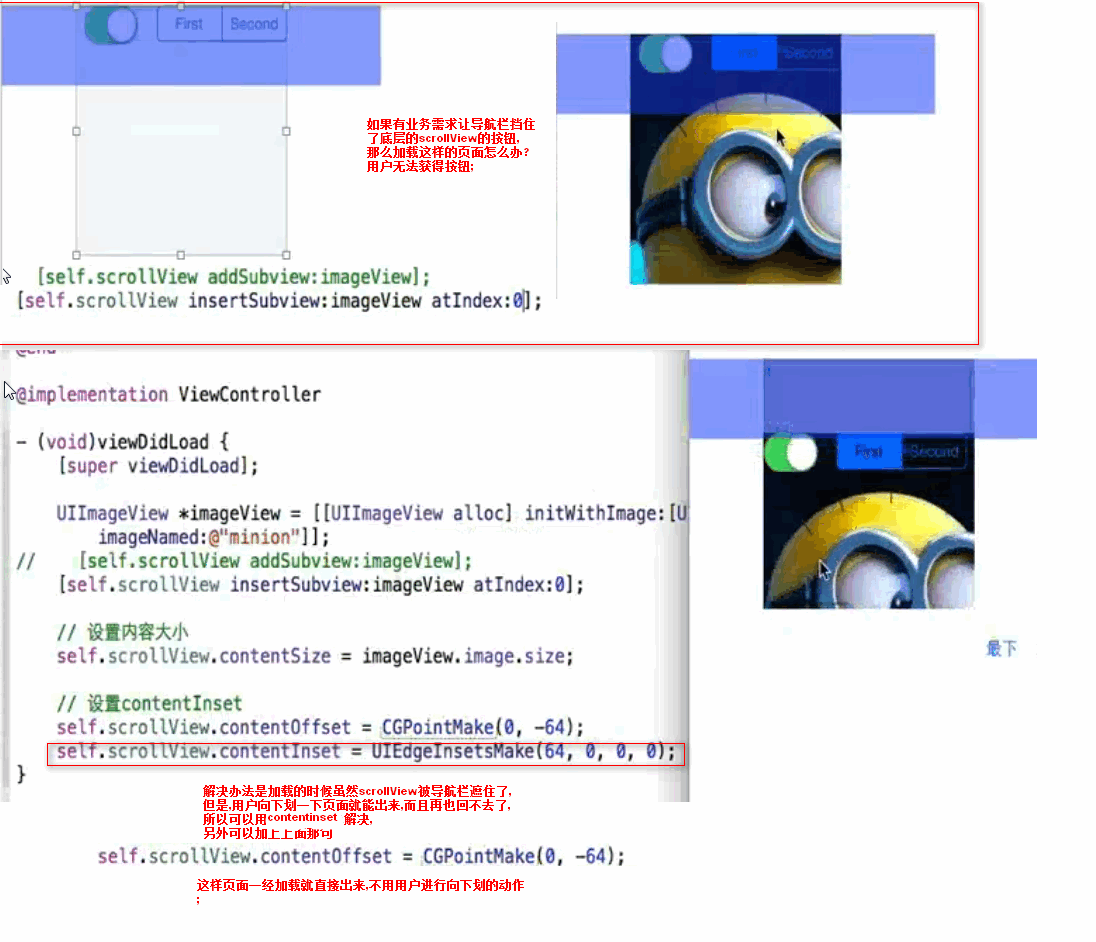 First Second
如果有业务需求让导航栏挡住
了底层的scrollView的按钮,
那么加载这样的页面怎么办?
用户无法获得按钮;
Second
[self.scrollView addSubview:imageView];
[self.scrollView insertSubview:imageView atIndex:0];
@end
@implementation ViewController
- (void)viewDidLoad {
[super viewDidLoad];
UIImageView *imageView = [[UIImageView alloc] initWithImage:[U
imageNamed:@"minion"]];
// [self.scrollView addSubview:imageView];
[self.scrollView insertSubview:imageView atIndex:0];
// 设置内容大小
self.scrollView.contentSize = imageView.image.size;
// 设置contentInset
self.scrollView.contentOffset = CGPointMake(0, -64);
self.scrollView.contentInset = UIEdgeInsetsMake(64, 0, 0, 0);
}
First Second
最下
解决办法是加载的时候虽然scrollView被导航栏遮住了,
但是,用户向下划一下页面就能出来,而且再也回不去了,
所以可以用contentinset 解决,
另外可以加上上面那句
self.scrollView.contentOffset = CGPointMake(0, -64);
这样页面一经加载就直接出来,不用用户进行向下划的动作
;